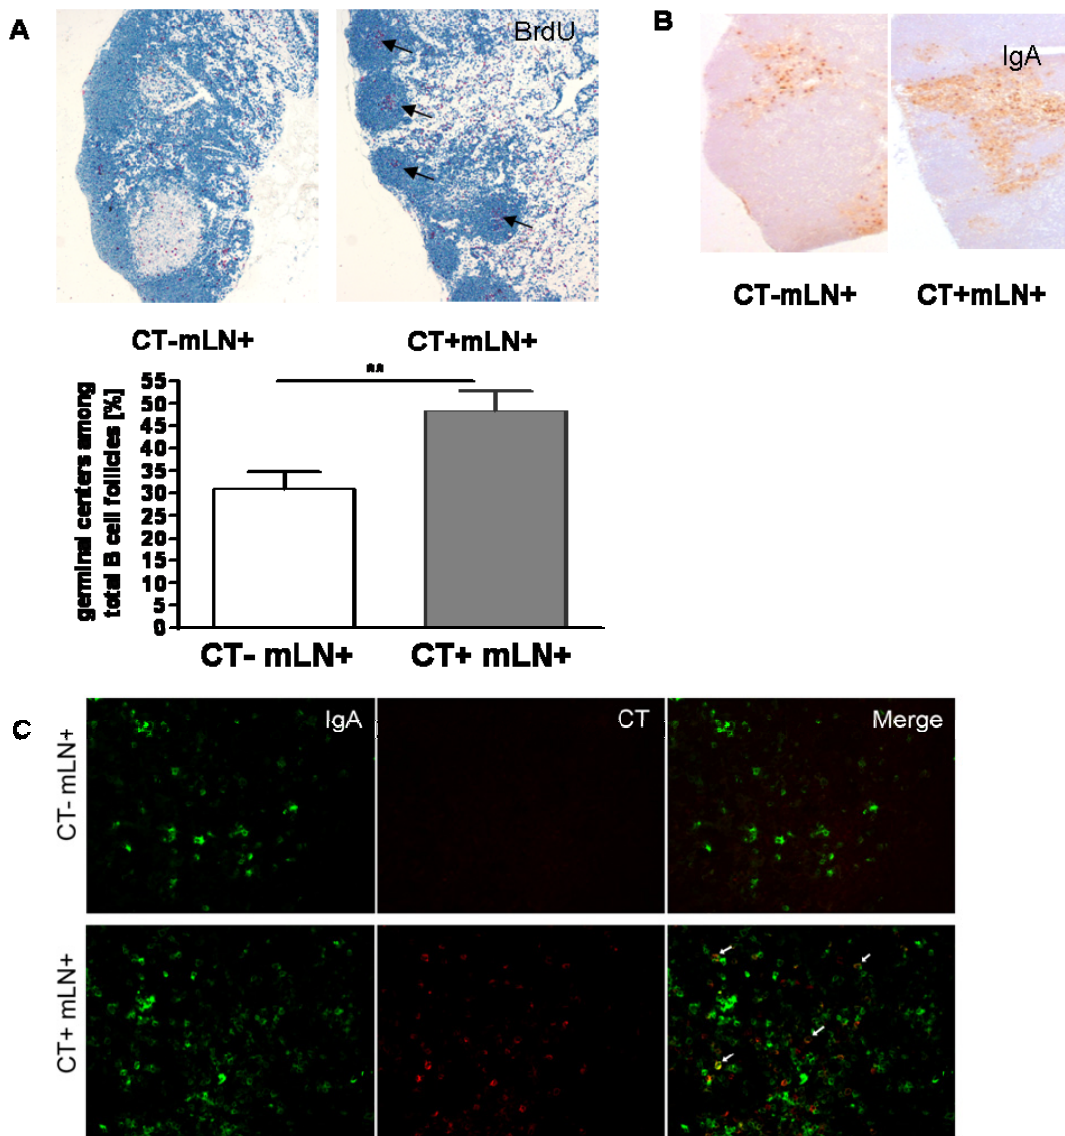 A
BrdU
CT-mLN+
CT+mLN+
B
IgA
CT-mLN+
CT+mLN+
**
germinal centers among
total B cell follicles [%]
55
50
45
40
35
30
25
20
15
10
5
0
CT- mLN+
CT+ mLN+
C
IgA
CT
Merge
CT- mLN+
CT+ mLN+